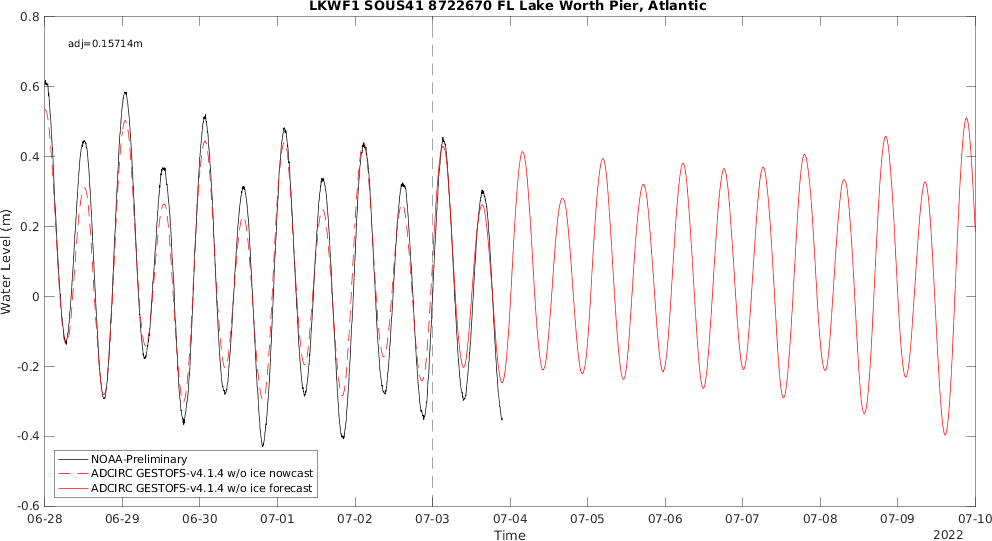 LKWF1 SOUS41 8722670 FL Lake Worth Pier, Atlantic
adj=0.15714m
Water Level (m)
0.8
0.6
0.4
0.2
0
-0.2
-0.4
-0.6
NOAA-Preliminary
ADCIRC GESTOFS-v4.1.4 w/o ice nowcast
ADCIRC GESTOFS-v4.1.4 w/o ice forecast
06-28 06-29 06-30 07-01 07-02 07-03 07-04 07-05 07-06 07-07 07-08 07-09 07-10
Time
2022